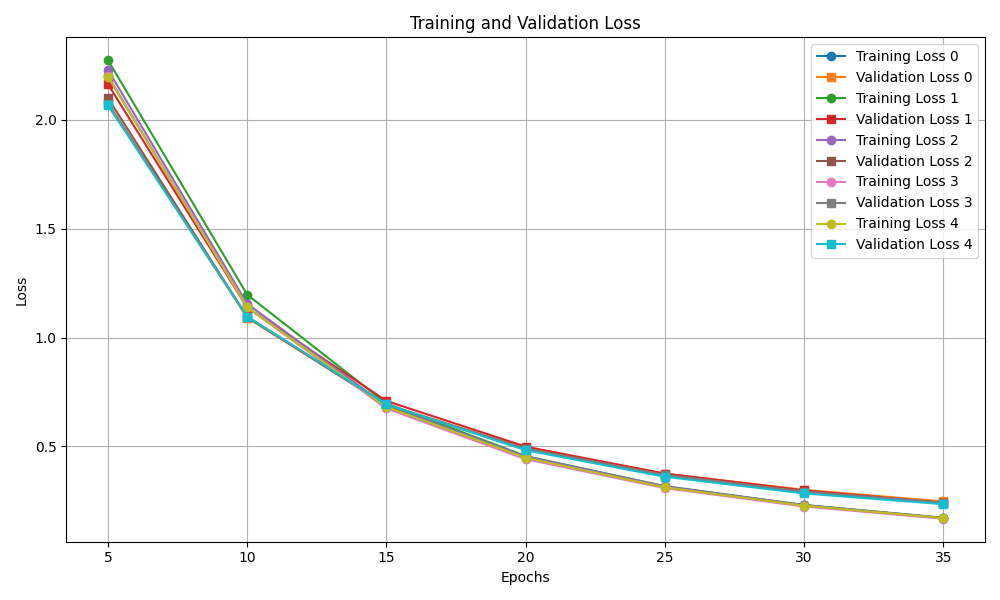 Training and Validation Loss
Loss
2.0
1.5
1.0
0.5
Training Loss 0
Validation Loss 0
Training Loss 1
Validation Loss 1
Training Loss 2
Validation Loss 2
Training Loss 3
Validation Loss 3
Training Loss 4
Validation Loss 4
5 10 15 20 25 30 35
Epochs